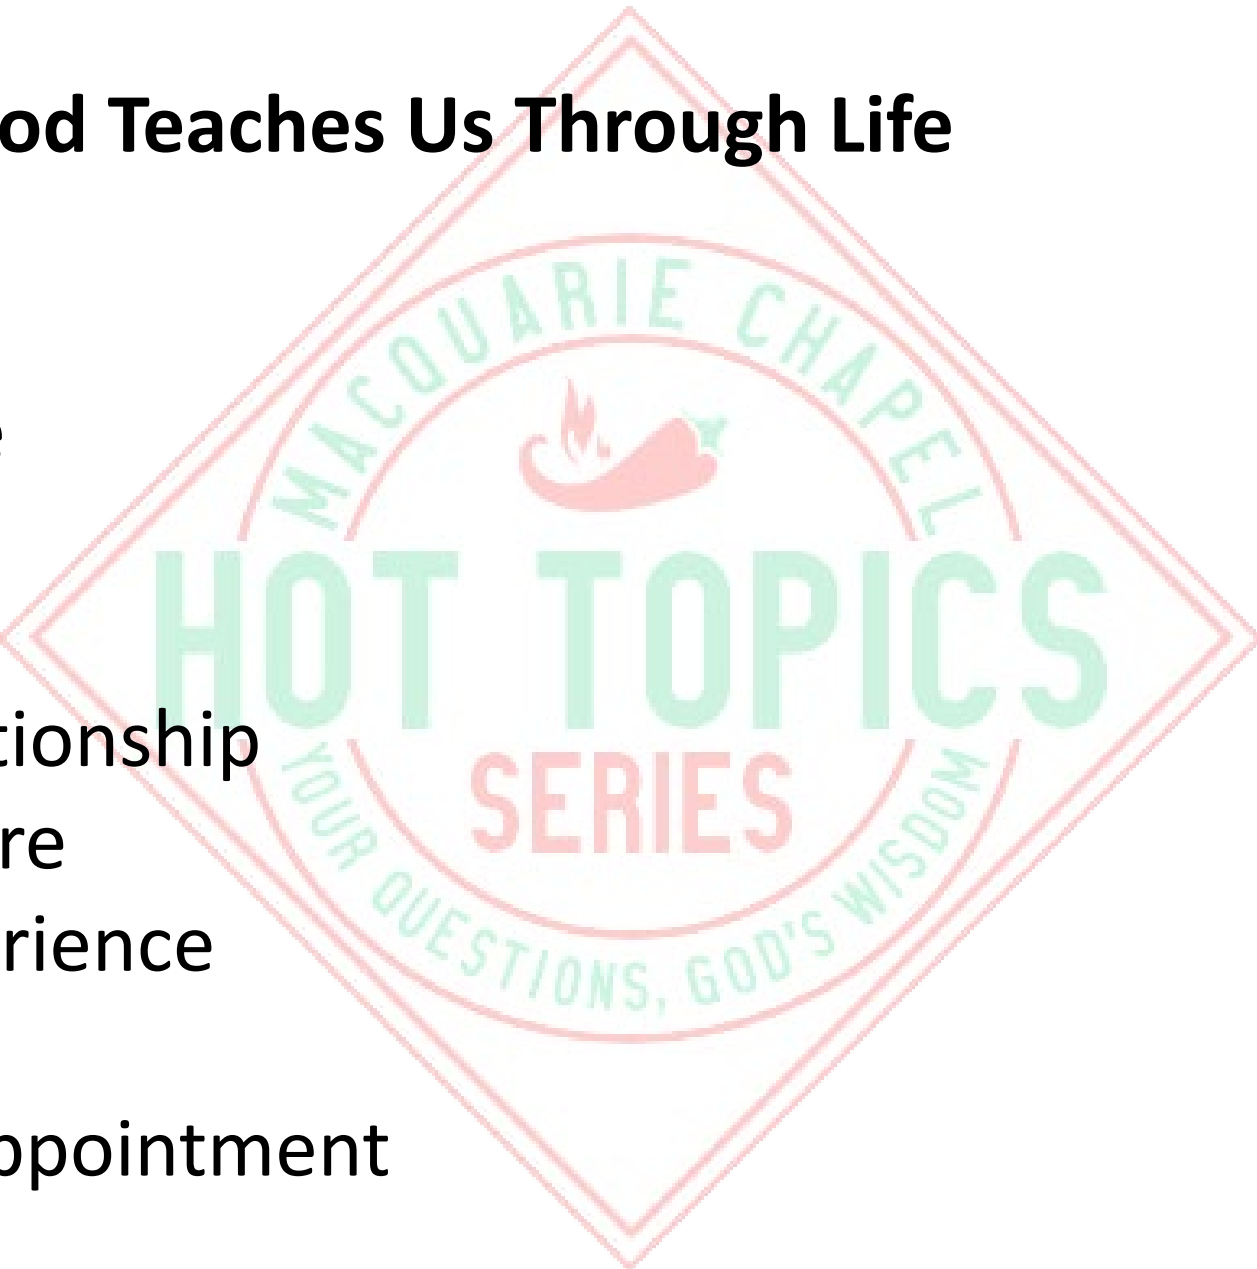 od Teaches Us Through Life
MACQUARIE CHAPEL
e
HOT TOPICS
tionship
SERIES
re
YOUR QUESTIONS, GOD'S WISDOM
rience
ppointment